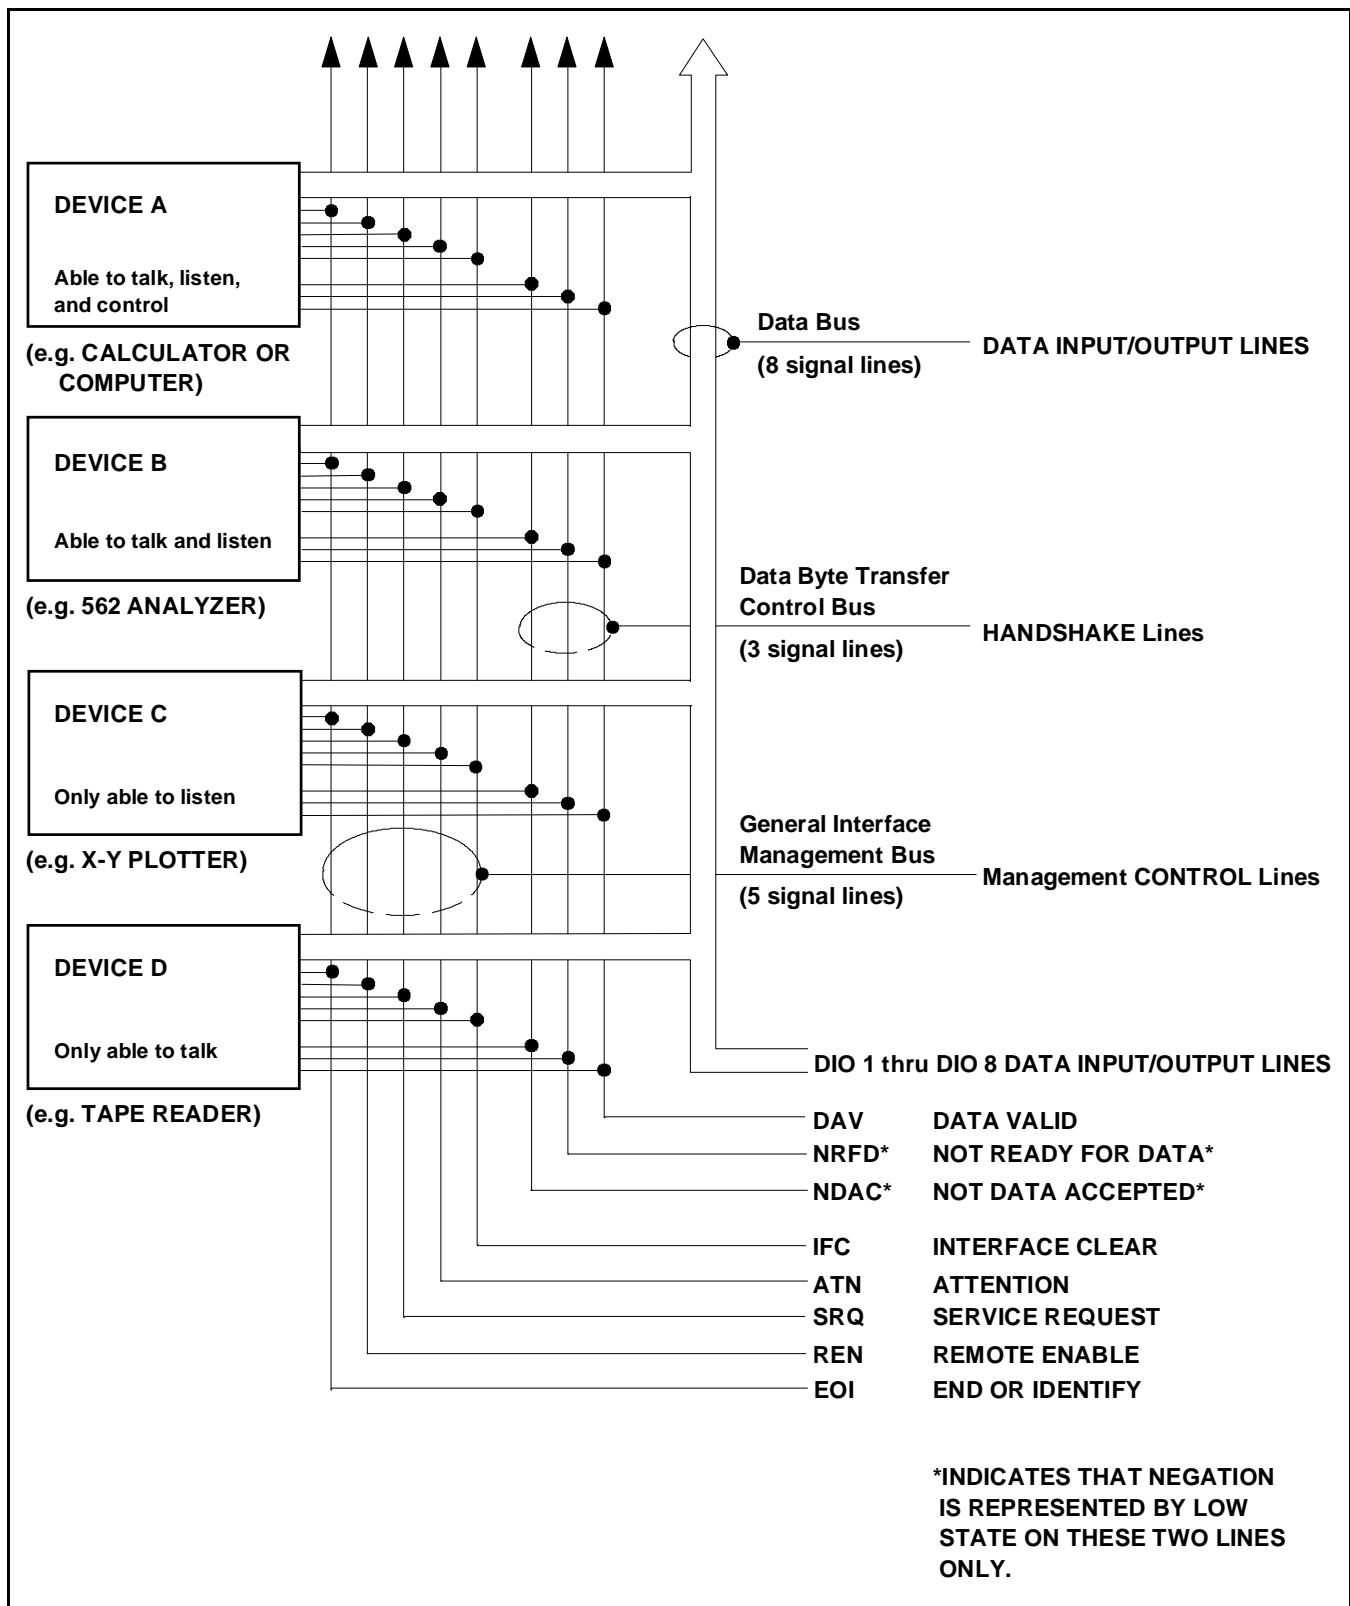 DEVICE A
Able to talk, listen,
and control
(e.g. CALCULATOR OR
COMPUTER)
Data Bus
(8 signal lines)
DATA INPUT/OUTPUT LINES
DEVICE B
Able to talk and listen
(e.g. 562 ANALYZER)
Data Byte Transfer
Control Bus
(3 signal lines)
HANDSHAKE Lines
DEVICE C
Only able to listen
(e.g. X-Y PLOTTER)
General Interface
Management Bus
(5 signal lines)
Management CONTROL Lines
DEVICE D
Only able to talk
(e.g. TAPE READER)
DIO 1 thru DIO 8 DATA INPUT/OUTPUT LINES
DAV DATA VALID
NRFD* NOT READY FOR DATA*
NDAC* NOT DATA ACCEPTED*
IFC INTERFACE CLEAR
ATN ATTENTION
SRQ SERVICE REQUEST
REN REMOTE ENABLE
EOI END OR IDENTIFY
*INDICATES THAT NEGATION
IS REPRESENTED BY LOW
STATE ON THESE TWO LINES
ONLY.